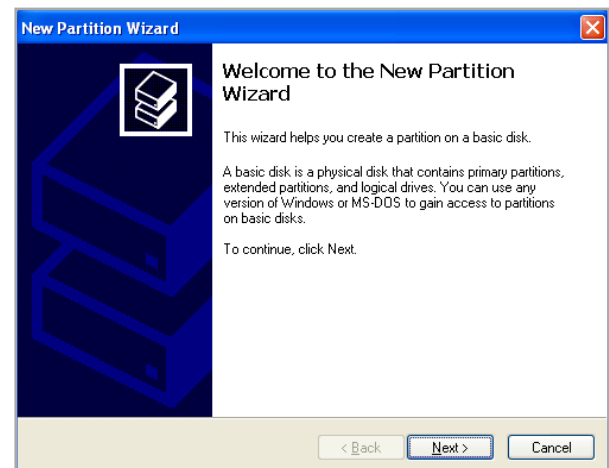 New Partition Wizard
Welcome to the New Partition
Wizard
This wizard helps you create a partition on a basic disk.
A basic disk is a physical disk that contains primary partitions,
extended partitions, and logical drives. You can use any
version of Windows or MS-DOS to gain access to partitions
on basic disks.
To continue, click Next.
< Back Next > Cancel